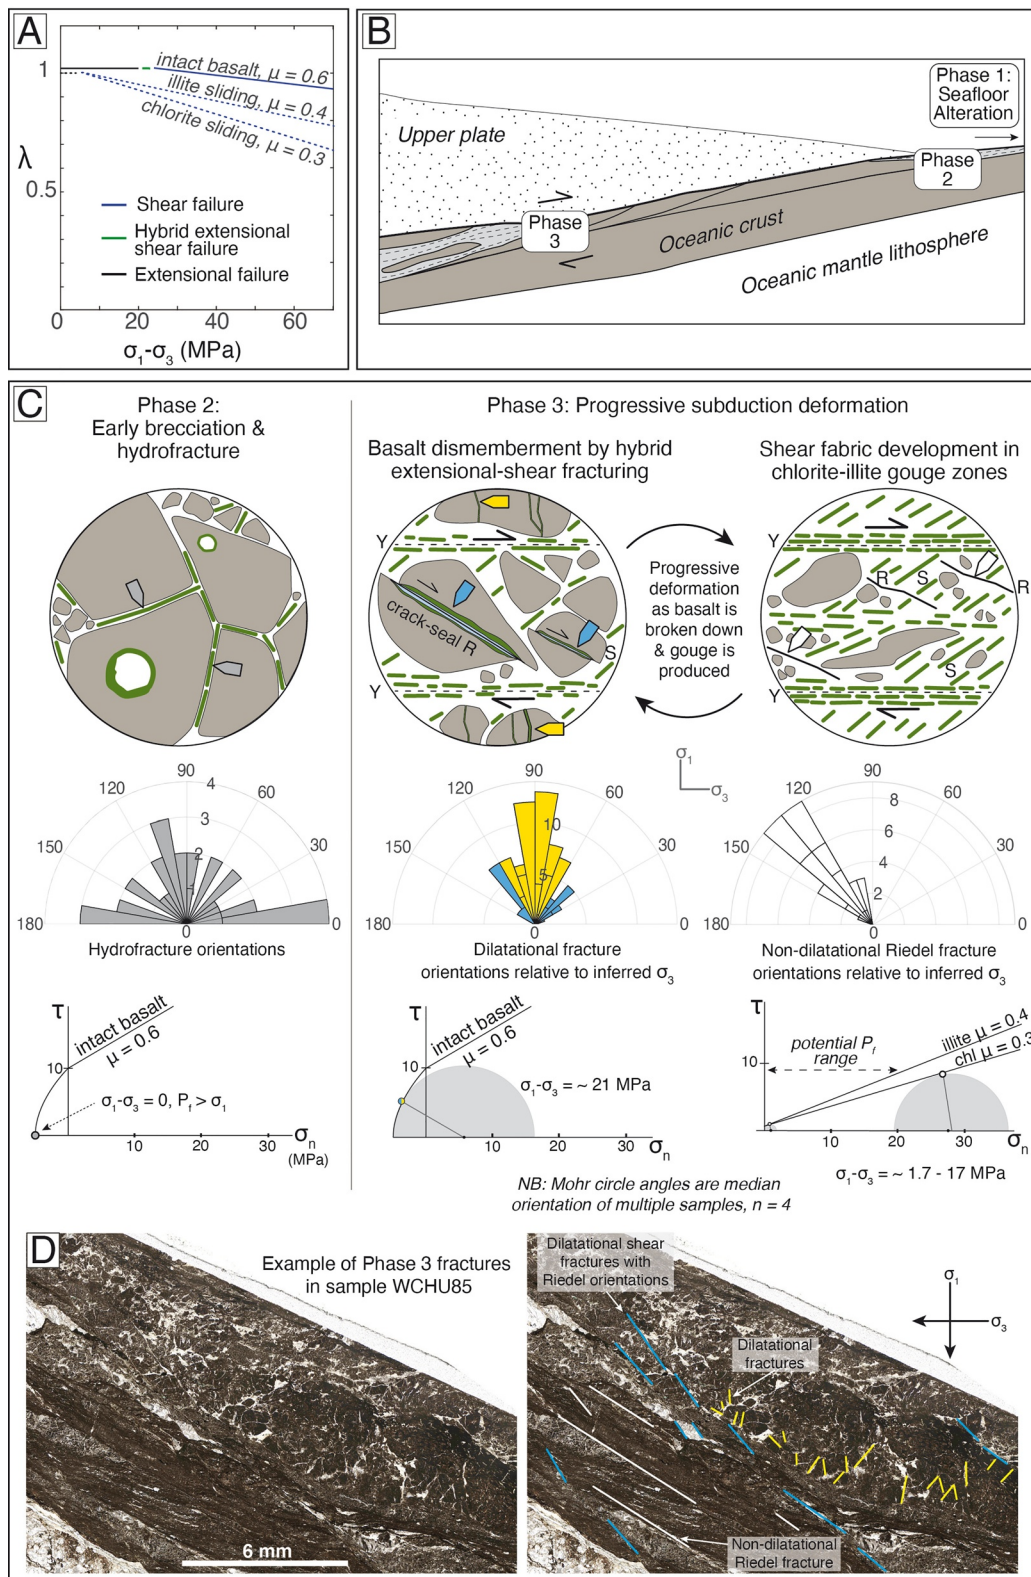 A
intact basalt, μ = 0.6
illite sliding, μ = 0.4
chlorite sliding, μ = 0.3
1
λ
0.5
Shear failure
Hybrid extensional
shear failure
Extensional failure
0
0
20
40
60
σ1-σ3 (MPa)
B
Phase 1:
Seafloor
Alteration
Upper plate
Phase
2
Phase
3
Oceanic crust
Oceanic mantle lithosphere
C
Phase 2:
Early brecciation &
hydrofracture
Phase 3: Progressive subduction deformation
Basalt dismemberment by hybrid
extensional-shear fracturing
Shear fabric development in
chlorite-illite gouge zones
Y
crack-seal R
S
Y
Progressive
deformation
as basalt is
broken down
& gouge is
produced
Y
R
S
R
S
Y
90
120
60
150
30
180
0
4
3
2
1
0
Hydrofracture orientations
σ1
σ3
90
120
60
150
30
180
0
10
5
0
Dilatational fracture
orientations relative to inferred σ3
90
120
60
150
30
180
0
8
6
4
2
0
Non-dilatational Riedel fracture
orientations relative to inferred σ3
τ
intact basalt
μ = 0.6
10
σ1-σ3 = 0, Pf > σ1
10
20
30
σn
(MPa)
τ
intact basalt
μ = 0.6
10
σ1-σ3 = ~ 21 MPa
10
20
30
σn
τ
10
potential Pf
range
illite μ = 0.4
chl μ = 0.3
10
20
30
σn
σ1-σ3 = ~ 1.7 - 17 MPa
NB: Mohr circle angles are median
orientation of multiple samples, n = 4
D
Example of Phase 3 fractures
in sample WCHU85
6 mm
Dilatational shear
fractures with
Riedel orientations
Dilatational
fractures
σ1
σ3
Non-dilatational
Riedel fracture